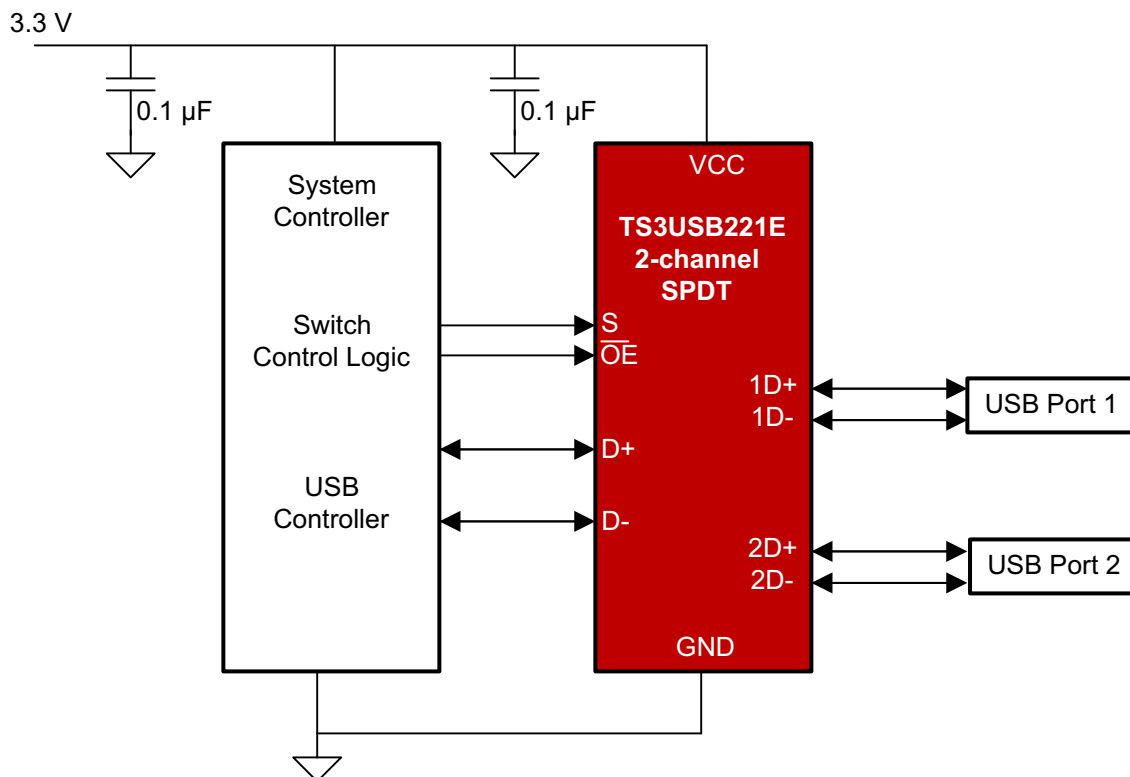 3.3 V
0.1 µF
0.1 µF
System
Controller
Switch
Control Logic
USB
Controller
VCC
TS3USB221E
2-channel
SPDT
S
OE
D+
D-
1D+
1D-
2D+
2D-
GND
USB Port 1
USB Port 2